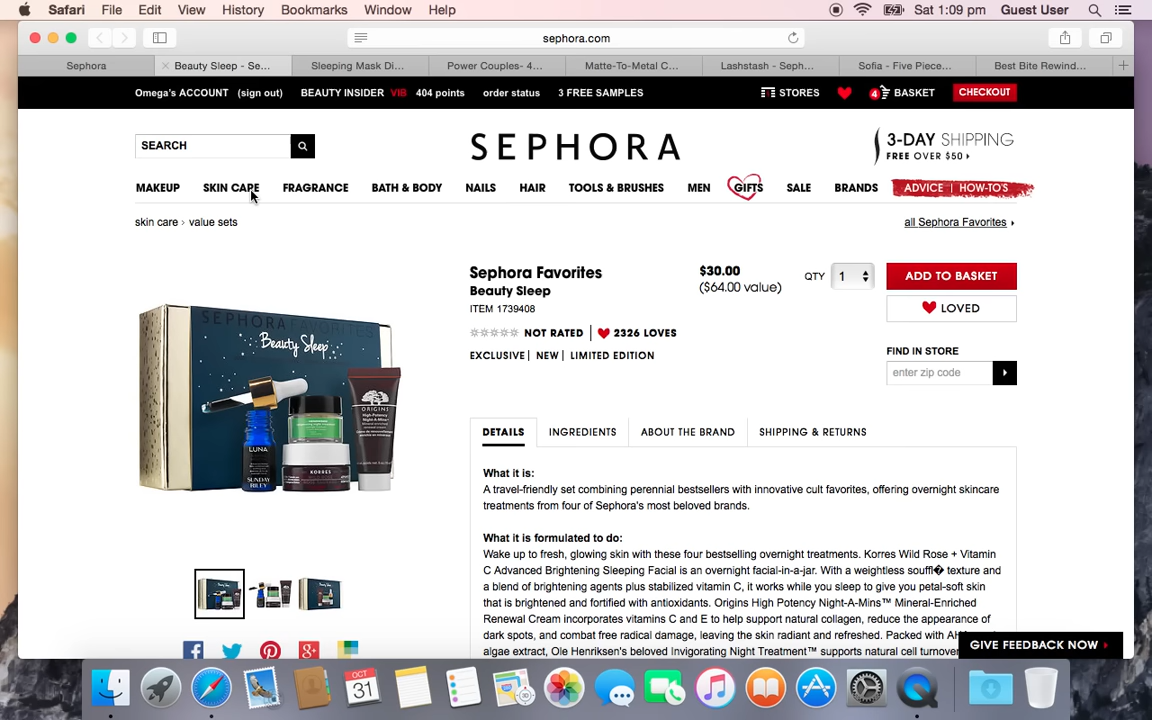 Safari File Edit View History Bookmarks Window Help Sat 1:09 pm Guest User
sephora.com
Sephora Beauty Sleep - Se... Sleeping Mask Di... Power Couples- 4... Matte-To-Metal C... Lashstash - Seph... Sofia - Five Piece... Best Bite Rewind...
Omega's ACCOUNT (sign out) BEAUTY INSIDER VIB 404 points order status 3 FREE SAMPLES STORES 4 BASKET CHECKOUT
SEARCH
SEPHORA
3-DAY SHIPPING
FREE OVER $50
MAKEUP SKIN CARE FRAGRANCE BATH & BODY NAILS HAIR TOOLS & BRUSHES MEN GIFTS SALE BRANDS ADVICE | HOW-TO'S
skin care › value sets
all Sephora Favorites
Sephora Favorites
Beauty Sleep
ITEM 1739408
NOT RATED | 2326 LOVES
EXCLUSIVE | NEW | LIMITED EDITION
$30.00
($64.00 value)
QTY 1
ADD TO BASKET
LOVED
FIND IN STORE
enter zip code
SEPHORA FAVORITES
Beauty Sleep
LUNA
SUNDAY RILEY
KORRES
ORIGINS
DETAILS INGREDIENTS ABOUT THE BRAND SHIPPING & RETURNS
What it is:
A travel-friendly set combining perennial bestsellers with innovative cult favorites, offering overnight skincare
treatments from four of Sephora's most beloved brands.
What it is formulated to do:
Wake up to fresh, glowing skin with these four bestselling overnight treatments. Korres Wild Rose + Vitamin
C Advanced Brightening Sleeping Facial is an overnight facial-in-a-jar. With a weightless souffl� texture and
a blend of brightening agents plus stabilized vitamin C, it works while you sleep to give you petal-soft skin
that is brightened and fortified with antioxidants. Origins High Potency Night-A-Mins™ Mineral-Enriched
Renewal Cream incorporates vitamins C and E to help support natural collagen, reduce the appearance of
dark spots, and combat free radical damage, leaving the skin radiant and refreshed. Packed with
algae extract, Ole Henriksen's beloved Invigorating Night Treatment™ supports natural cell turnover
GIVE FEEDBACK NOW
OCT
31